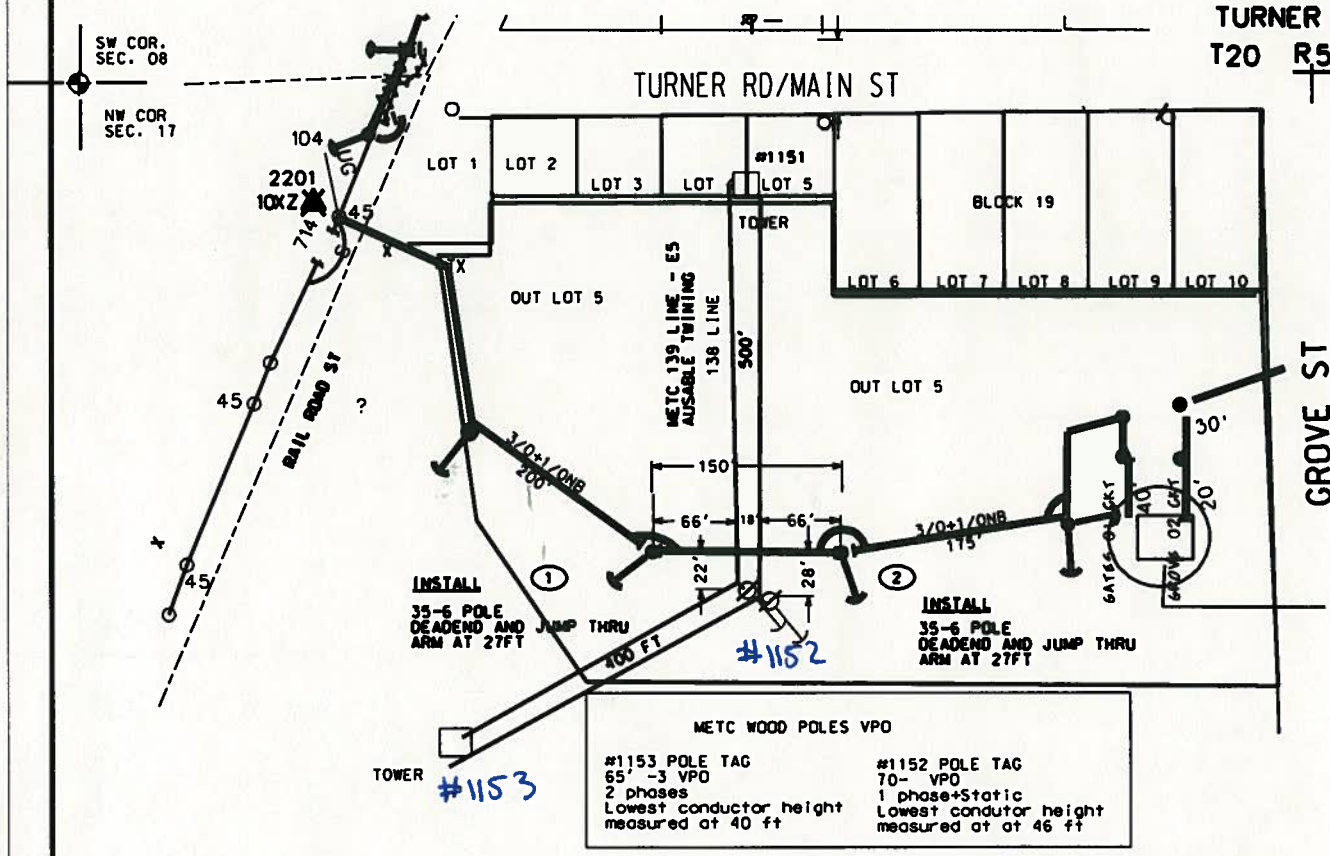 TURNER
SW COR.
SEC. 08
T20 R5
TURNER RD/MAIN ST
NW COR
SEC. 17
104
UG
LOT 1
LOT 2
LOT 3
LOT
#1151
LOT 5
2201
10XZ
45
714
TOWER
BLOCK 19
X
X
LOT 6
LOT 7
LOT 8
LOT 9
LOT 10
OUT LOT 5
METC 139 LINE - E5
AUSABLE TWINING
138 LINE
500'
OUT LOT 5
GROVE ST
RAIL ROAD ST
45
?
30'
3/0+1/0NB
200'
150'
66'
18'
66'
3/0+1/0NB
175'
40'
20'
GROVE 02 CKT
X
45
22'
28'
1
2
INSTALL
35-6 POLE
DEADEND AND JUMP THRU
ARM AT 27FT
INSTALL
35-6 POLE
DEADEND AND JUMP THRU
ARM AT 27FT
400 FT
#1152
TOWER
#1153
METC WOOD POLES VPO
#1153 POLE TAG
65' -3 VPO
2 phases
Lowest conductor height
measured at 40 ft
#1152 POLE TAG
70- VPO
1 phase+Static
Lowest condutor height
measured at at 46 ft